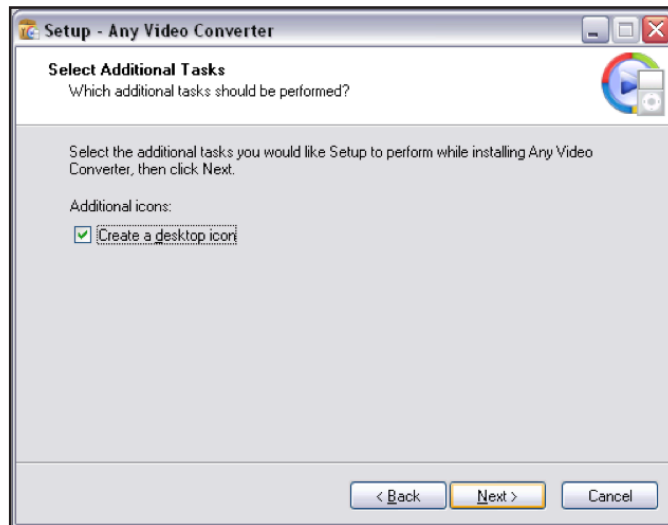 Setup - Any Video Converter
Select Additional Tasks
Which additional tasks should be performed?
Select the additional tasks you would like Setup to perform while installing Any Video
Converter, then click Next.
Additional icons:
Create a desktop icon
< Back
Next >
Cancel